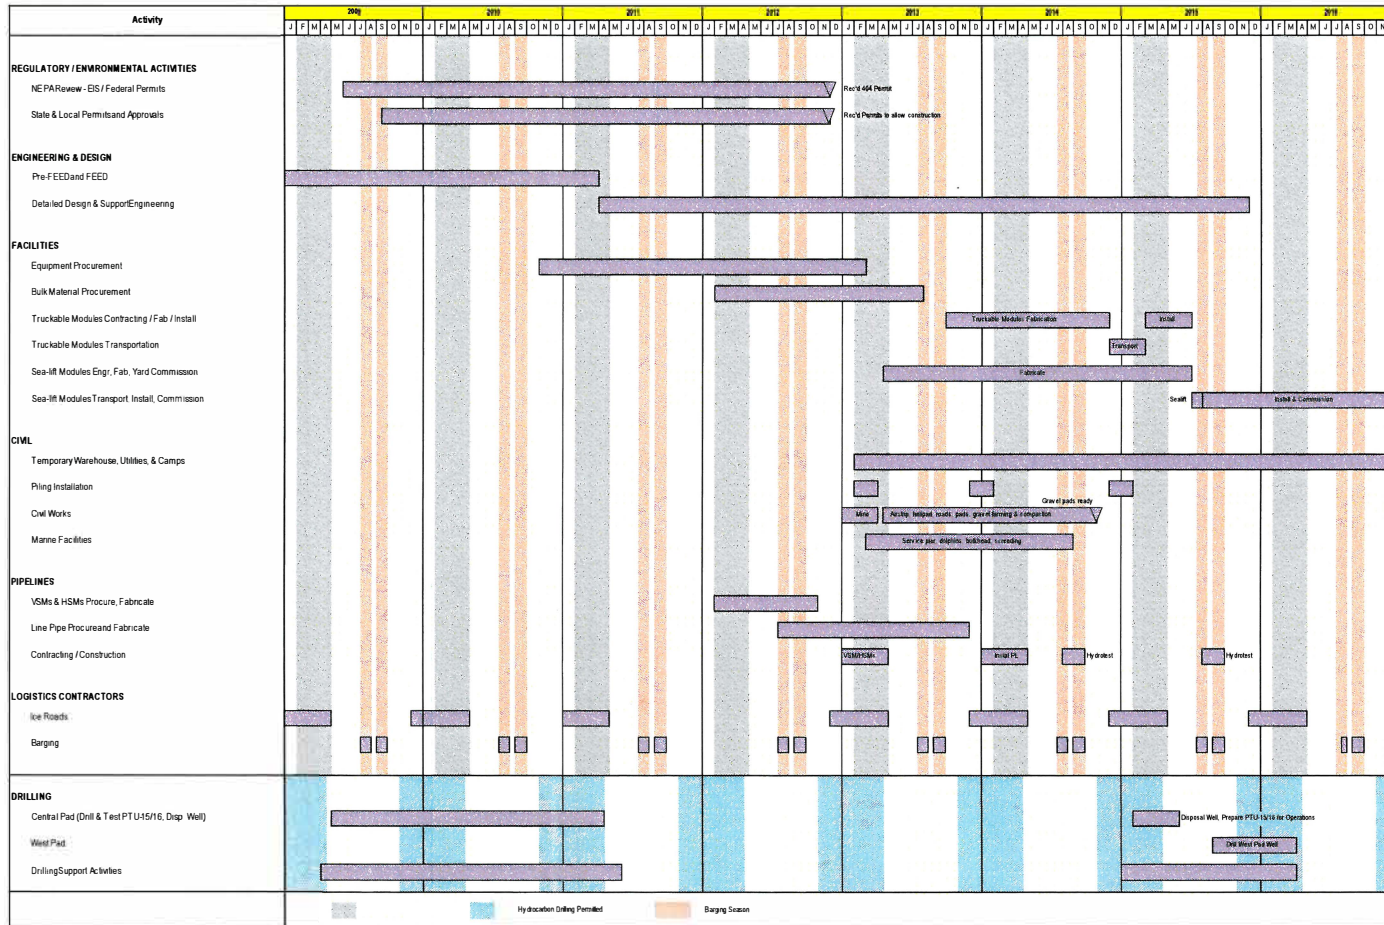 Activity
2009 2010 2011 2012 2013 2014 2015 2016
J F M A M J J A S O N D J F M A M J J A S O N D J F M A M J J A S O N D J F M A M J J A S O N D J F M A M J J A S O N D J F M A M J J A S O N D J F M A M J J A S O N D J F M A M J J A S O N
REGULATORY / ENVIRONMENTAL ACTIVITIES
NEPA Review - EIS / Federal Permits
Rec'd 404 Permit
State & Local Permits and Approvals
Rec'd Permits to allow construction
ENGINEERING & DESIGN
Pre-FEED and FEED
Detailed Design & Support Engineering
FACILITIES
Equipment Procurement
Bulk Material Procurement
Truckable Modules Contracting / Fab / Install
Truckable Modules Fabrication
Install
Truckable Modules Transportation
Transport
Sea-lift Modules Engr, Fab, Yard Commission
Fabricate
Sea-lift Modules Transport, Install, Commission
Sealift
Install & Commission
CIVIL
Temporary Warehouse, Utilities, & Camps
Piling Installation
Gravel pads ready
Civil Works
Mine
Airstrip, helipad, roads, pads, gravel farming & compaction
Marine Facilities
Service pier, dolphins, bulkhead, screeding
PIPELINES
VSMs & HSMs Procure, Fabricate
Line Pipe Procure and Fabricate
Contracting / Construction
VSM/HSMs
Install PL
Hydrotest
Hydrotest
LOGISTICS CONTRACTORS
Ice Roads
Barging
DRILLING
Central Pad (Drill & Test PTU-15/16, Disp Well)
Disposal Well, Prepare PTU-15/16 for Operations
West Pad
Drill West Pad Well
Drilling Support Activities
Hydrocarbon Drilling Permitted
Barging Season